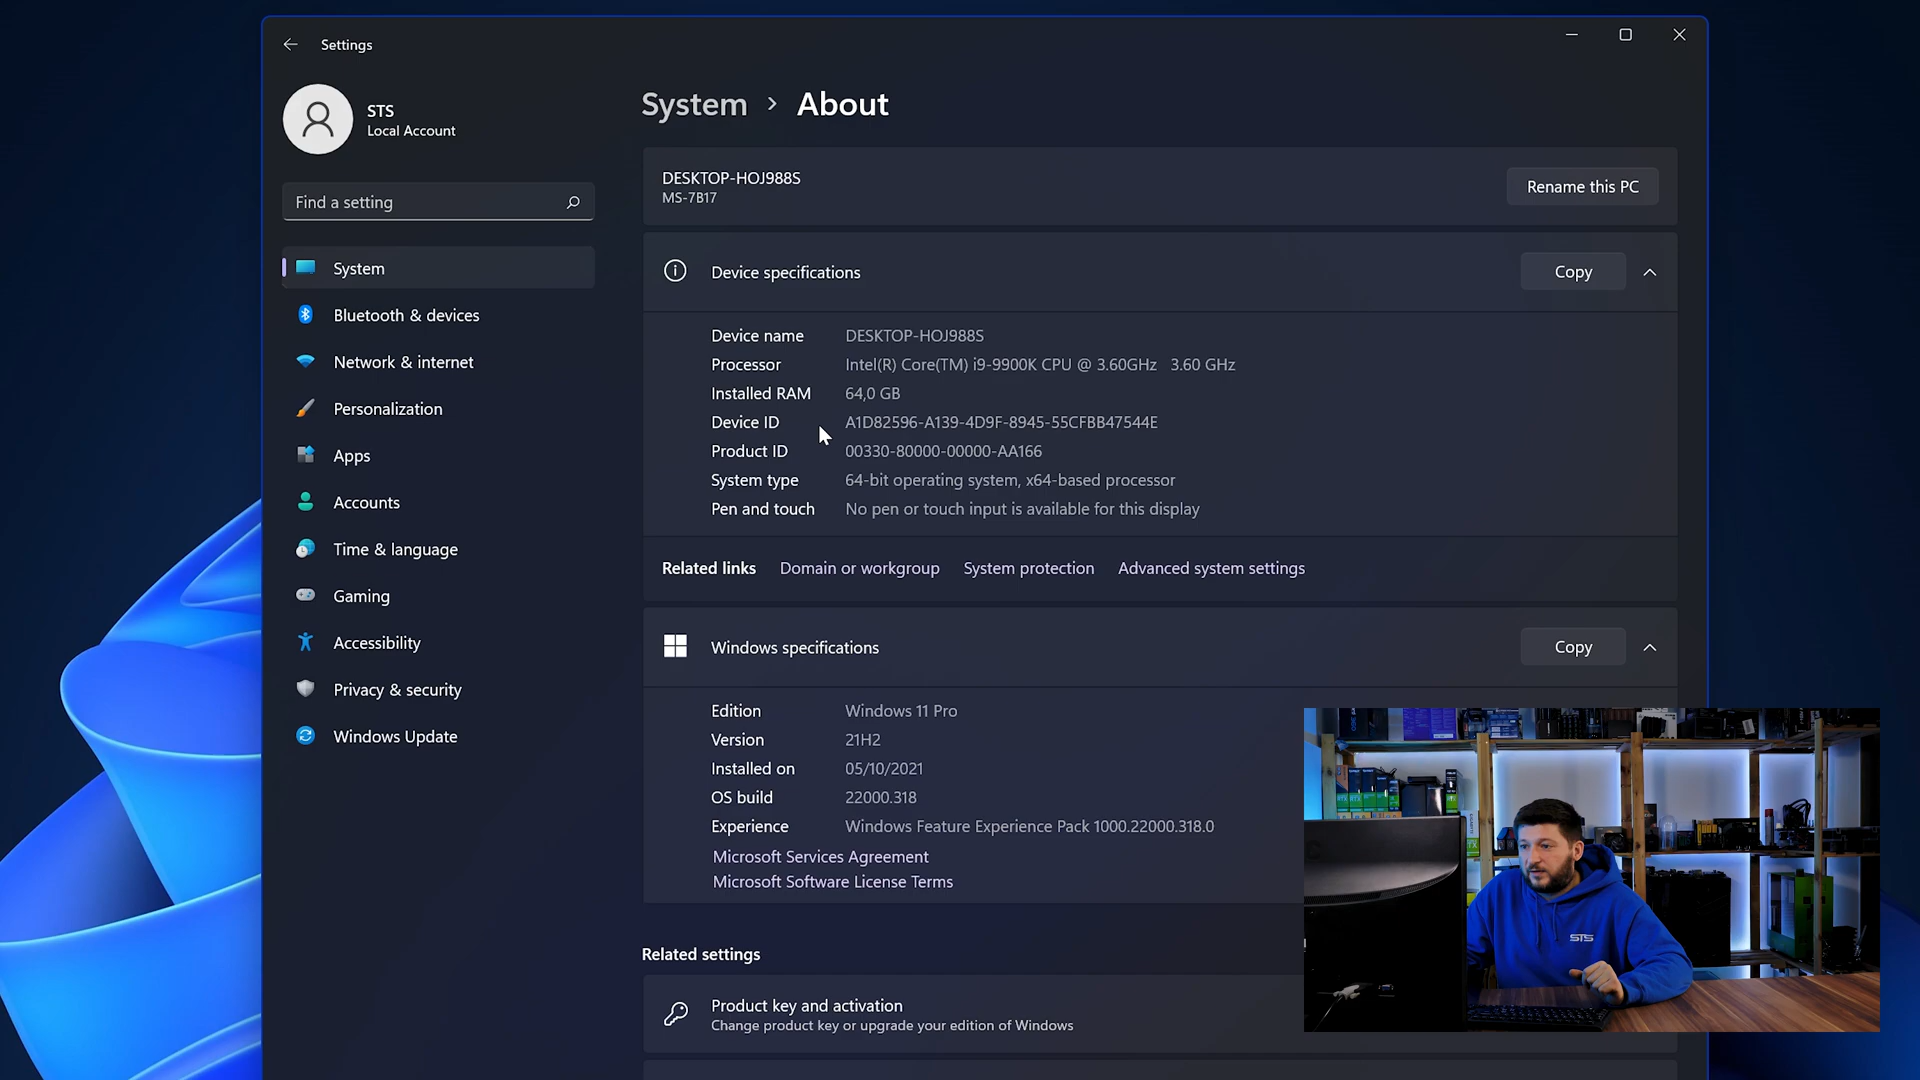 Settings
STS
Local Account
Find a setting
System
Bluetooth & devices
Network & internet
Personalization
Apps
Accounts
Time & language
Gaming
Accessibility
Privacy & security
Windows Update
System > About
DESKTOP-HOJ988S
MS-7B17
Rename this PC
Device specifications
Copy
Device name DESKTOP-HOJ988S
Processor Intel(R) Core(TM) i9-9900K CPU @ 3.60GHz 3.60 GHz
Installed RAM 64,0 GB
Device ID A1D82596-A139-4D9F-8945-55CFBB47544E
Product ID 00330-80000-00000-AA166
System type 64-bit operating system, x64-based processor
Pen and touch No pen or touch input is available for this display
Related links Domain or workgroup System protection Advanced system settings
Windows specifications
Copy
Edition Windows 11 Pro
Version 21H2
Installed on 05/10/2021
OS build 22000.318
Experience Windows Feature Experience Pack 1000.22000.318.0
Microsoft Services Agreement
Microsoft Software License Terms
Related settings
Product key and activation
Change product key or upgrade your edition of Windows
STS